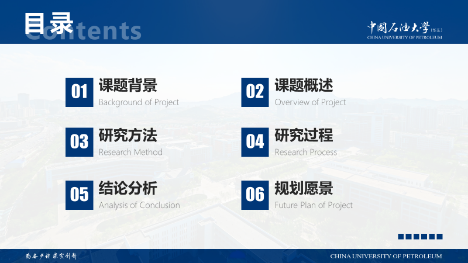 目录
Contents
中国石油大学
CHINA UNIVERSITY OF PETROLEUM
01 课题背景
Background of Project
02 课题概述
Overview of Project
03 研究方法
Research Method
04 研究过程
Research Process
05 结论分析
Analysis of Conclusion
06 规划愿景
Future Plan of Project
CHINA UNIVERSITY OF PETROLEUM